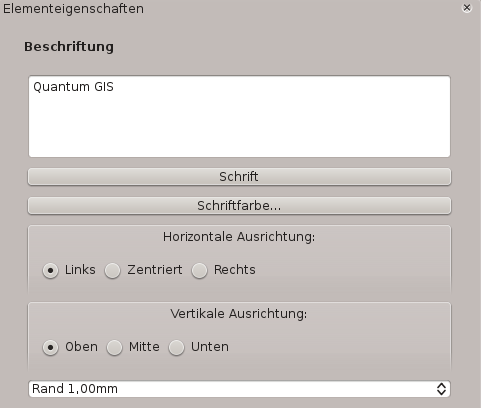 Elementeigenschaften
Beschriftung
Quantum GIS
Schrift
Schriftfarbe...
Horizontale Ausrichtung:
Links Zentriert Rechts
Vertikale Ausrichtung:
Oben Mitte Unten
Rand 1,00mm